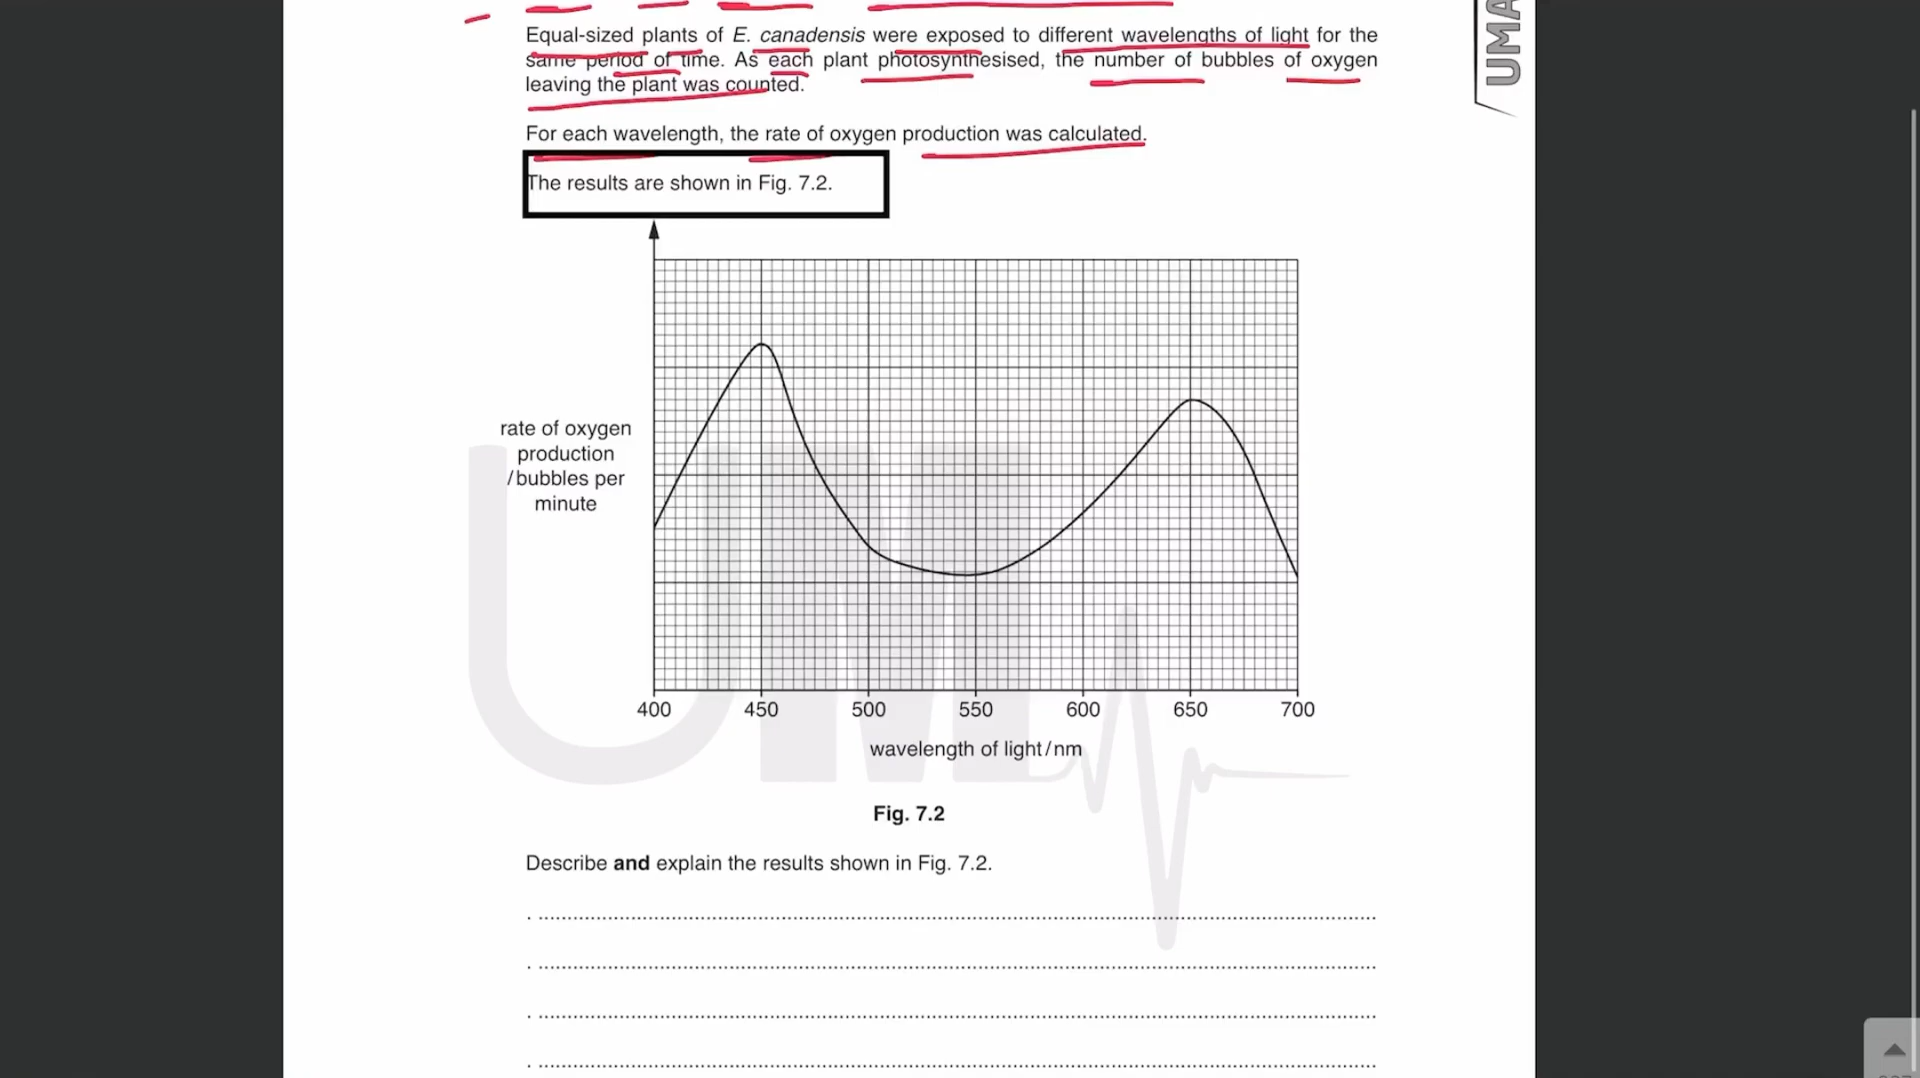 Equal-sized plants of E. canadensis were exposed to different wavelengths of light for the
same period of time. As each plant photosynthesised, the number of bubbles of oxygen
leaving the plant was counted.
For each wavelength, the rate of oxygen production was calculated.
The results are shown in Fig. 7.2.
rate of oxygen
production
/bubbles per
minute
400 450 500 550 600 650 700
wavelength of light/nm
Fig. 7.2
Describe and explain the results shown in Fig. 7.2.
UMA